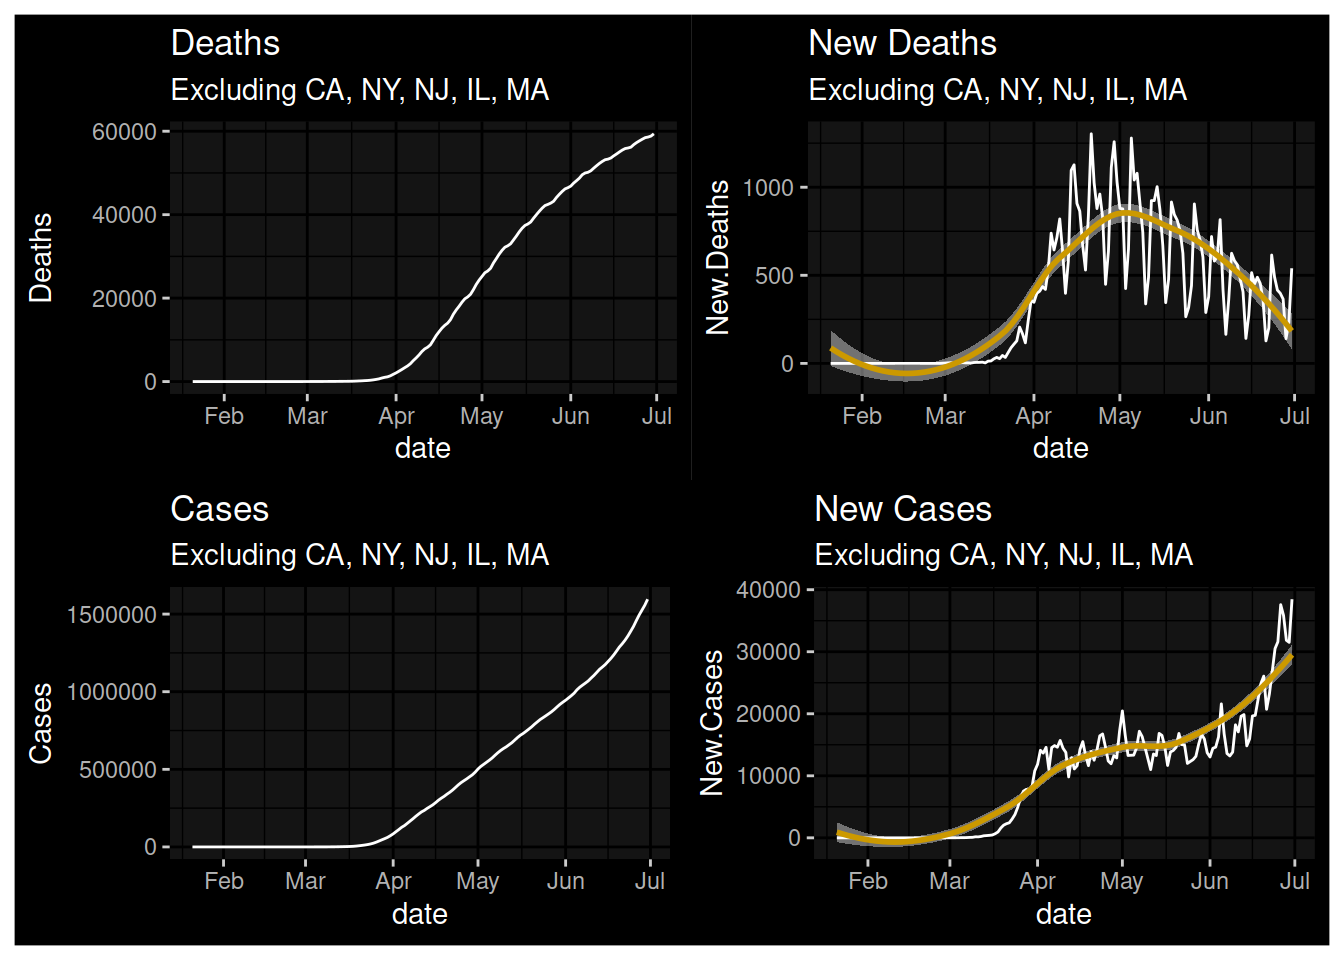 Deaths
Excluding CA, NY, NJ, IL, MA
60000
40000
20000
0
Deaths
Feb Mar Apr May Jun Jul
date
New Deaths
Excluding CA, NY, NJ, IL, MA
1000
500
0
New.Deaths
Feb Mar Apr May Jun Jul
date
Cases
Excluding CA, NY, NJ, IL, MA
1500000
1000000
500000
0
Cases
Feb Mar Apr May Jun Jul
date
New Cases
Excluding CA, NY, NJ, IL, MA
40000
30000
20000
10000
0
New.Cases
Feb Mar Apr May Jun Jul
date